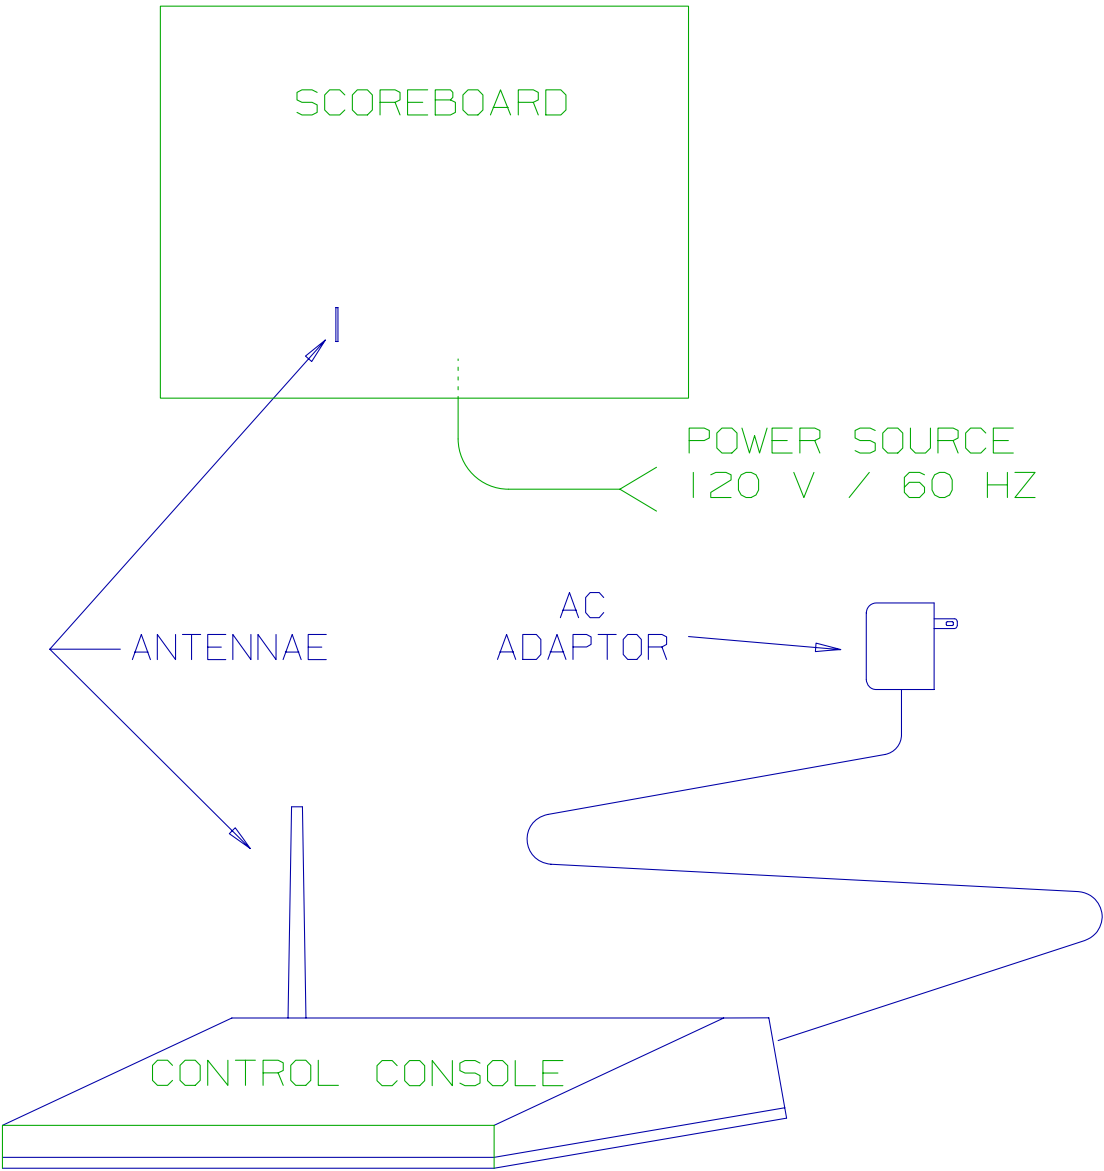 SCOREBOARD
POWER SOURCE
120 V / 60 HZ
AC
ADAPTOR
ANTENNAE
CONTROL CONSOLE